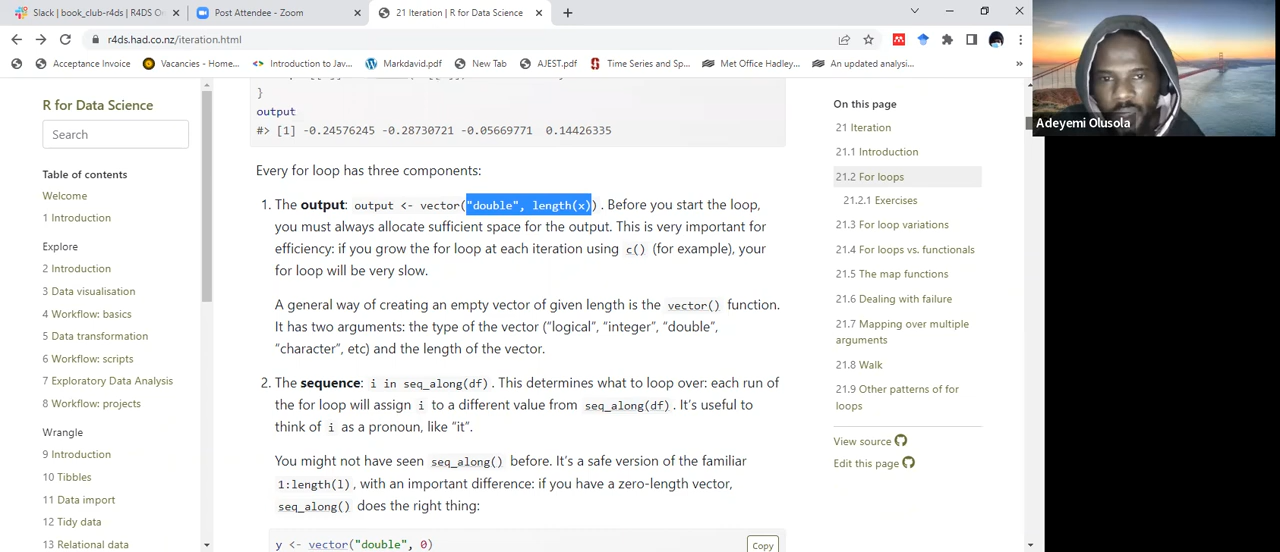 Slack | book_club-r4ds | R4DS O
Post Attendee - Zoom
21 Iteration | R for Data Science
r4ds.had.co.nz/iteration.html
Acceptance Invoice
Vacancies - Home...
Introduction to Jav...
Markdavid.pdf
New Tab
AJEST.pdf
Time Series and Sp...
Met Office Hadley...
An updated analysi...
R for Data Science
Search
Table of contents
Welcome
1 Introduction
Explore
2 Introduction
3 Data visualisation
4 Workflow: basics
5 Data transformation
6 Workflow: scripts
7 Exploratory Data Analysis
8 Workflow: projects
Wrangle
9 Introduction
10 Tibbles
11 Data import
12 Tidy data
13 Relational data
}
output
#> [1] -0.24576245 -0.28730721 -0.05669771 0.14426335
Every for loop has three components:
1. The output: output <- vector("double", length(x)) . Before you start the loop,
you must always allocate sufficient space for the output. This is very important for
efficiency: if you grow the for loop at each iteration using c() (for example), your
for loop will be very slow.
A general way of creating an empty vector of given length is the vector() function.
It has two arguments: the type of the vector (“logical”, “integer”, “double”,
“character”, etc) and the length of the vector.
2. The sequence: i in seq_along(df) . This determines what to loop over: each run of
the for loop will assign i to a different value from seq_along(df) . It’s useful to
think of i as a pronoun, like “it”.
You might not have seen seq_along() before. It’s a safe version of the familiar
1:length(l) , with an important difference: if you have a zero-length vector,
seq_along() does the right thing:
y <- vector("double", 0)
Copy
On this page
21 Iteration
21.1 Introduction
21.2 For loops
21.2.1 Exercises
21.3 For loop variations
21.4 For loops vs. functionals
21.5 The map functions
21.6 Dealing with failure
21.7 Mapping over multiple
arguments
21.8 Walk
21.9 Other patterns of for
loops
View source
Edit this page
Adeyemi Olusola